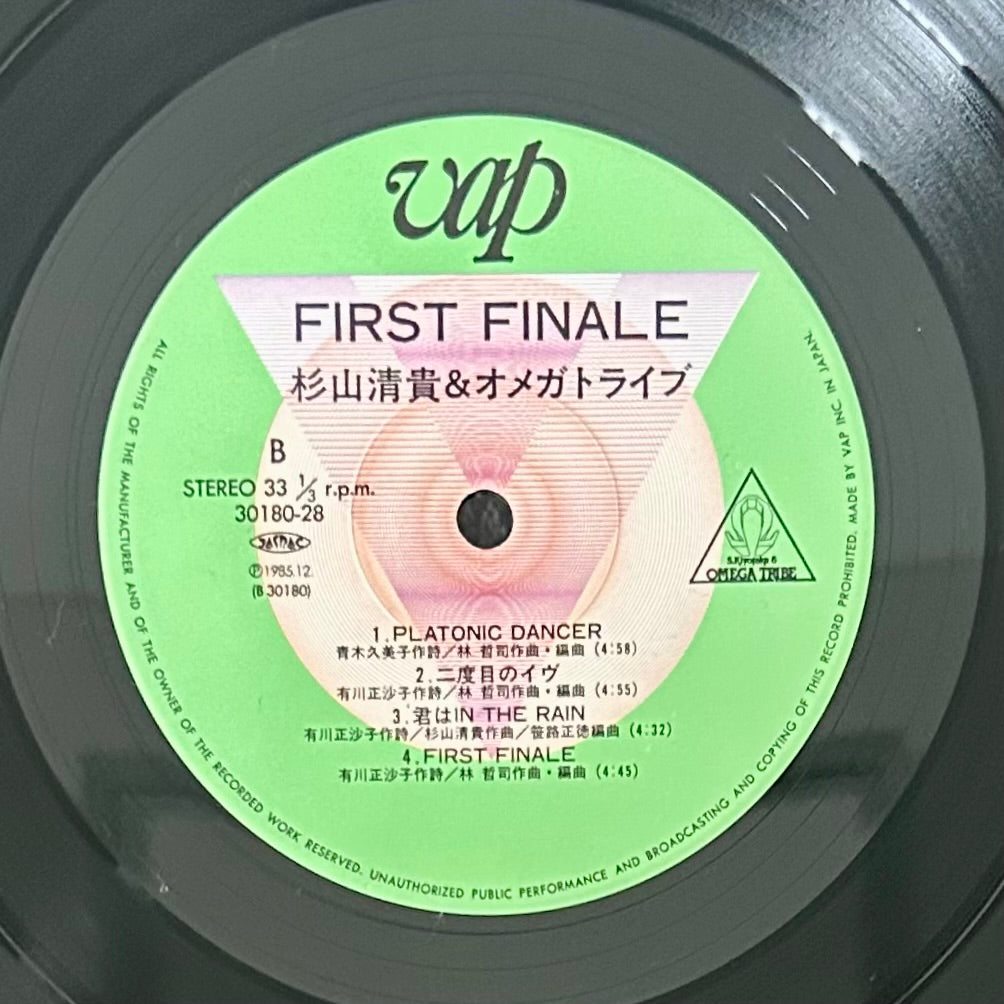 vap
FIRST FINALE
杉山清貴&オメガトライブ
B
STEREO 33 1/3 r.p.m.
30180-28
JASRAC
Ⓟ1985.12.
(B 30180)
OMEGA TRIBE
1.PLATONIC DANCER
青木久美子作詩／林 哲司作曲・編曲 (4:58)
2.二度目のイヴ
有川正沙子作詩／林 哲司作曲・編曲 (4:55)
3.君はIN THE RAIN
有川正沙子作詩／杉山清貴作曲／笹路正徳編曲 (4:32)
4.FIRST FINALE
有川正沙子作詩／林 哲司作曲・編曲 (4:45)
ALL RIGHTS OF THE MANUFACTURER AND OF THE OWNER OF THE RECORDED WORK RESERVED. UNAUTHORIZED PUBLIC PERFORMANCE AND BROADCASTING AND COPYING OF THIS RECORD PROHIBITED. MADE BY VAP INC. IN JAPAN.